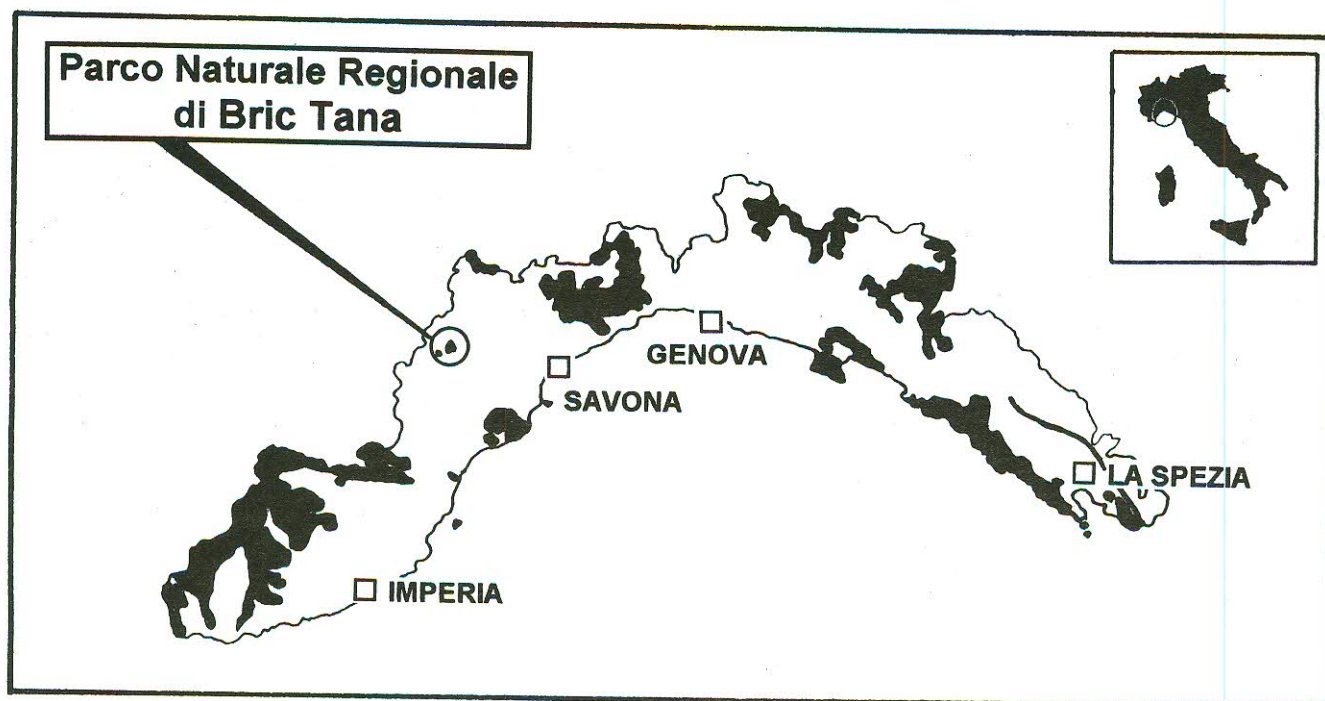 Parco Naturale Regionale
di Bric Tana
GENOVA
SAVONA
LA SPEZIA
IMPERIA